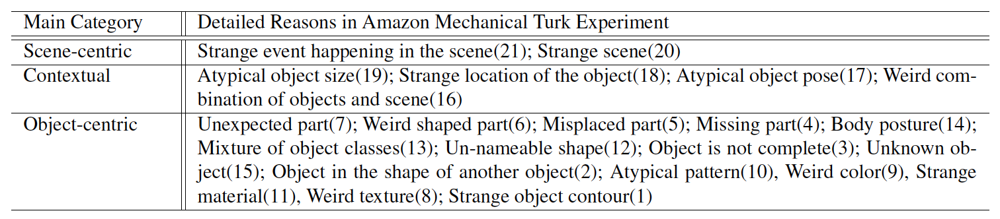 Main Category Detailed Reasons in Amazon Mechanical Turk Experiment
Scene-centric Strange event happening in the scene(21); Strange scene(20)
Contextual Atypical object size(19); Strange location of the object(18); Atypical object pose(17); Weird com-
bination of objects and scene(16)
Object-centric Unexpected part(7); Weird shaped part(6); Misplaced part(5); Missing part(4); Body posture(14);
Mixture of object classes(13); Un-nameable shape(12); Object is not complete(3); Unknown ob-
ject(15); Object in the shape of another object(2); Atypical pattern(10), Weird color(9), Strange
material(11), Weird texture(8); Strange object contour(1)